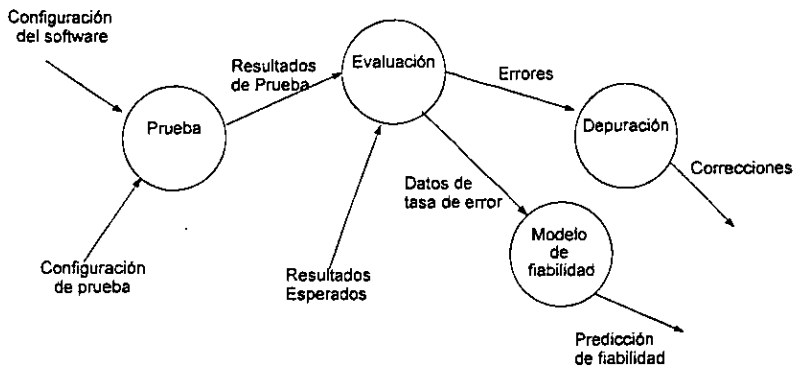 Configuración
del software
Resultados
de Prueba
Evaluación
Errores
Prueba
Depuración
Correcciones
Datos de
tasa de error
Modelo
de
fiabilidad
Configuración
de prueba
Resultados
Esperados
Predicción
de fiabilidad